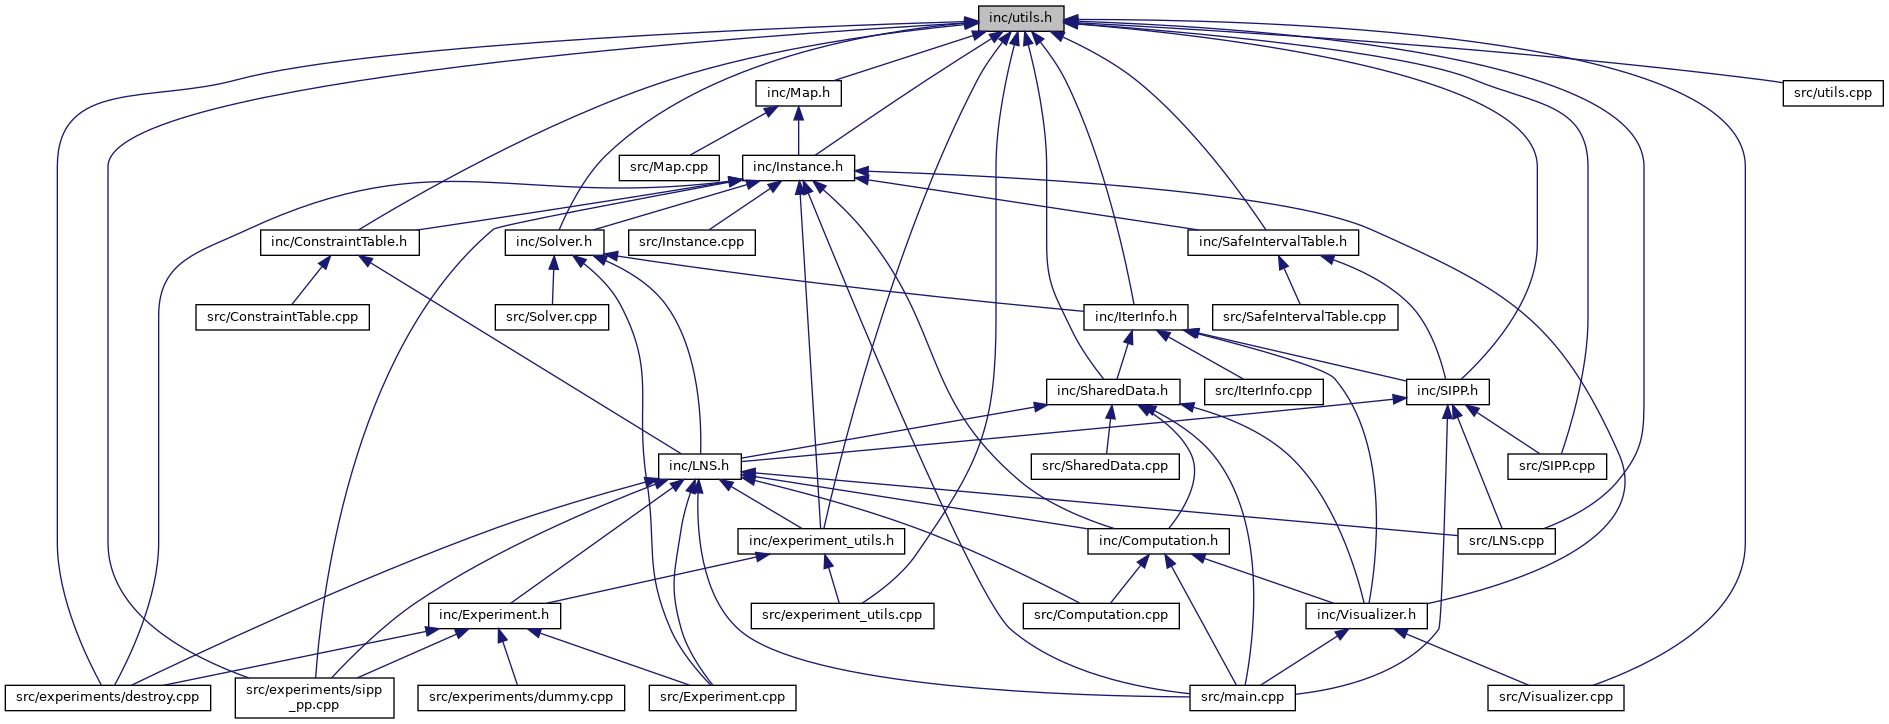 inc/utils.h
inc/Map.h
src/utils.cpp
src/Map.cpp
inc/Instance.h
inc/ConstraintTable.h
inc/Solver.h
src/Instance.cpp
inc/SafeIntervalTable.h
src/ConstraintTable.cpp
src/Solver.cpp
inc/IterInfo.h
src/SafeIntervalTable.cpp
inc/SharedData.h
src/IterInfo.cpp
inc/SIPP.h
inc/LNS.h
src/SharedData.cpp
src/SIPP.cpp
inc/experiment_utils.h
inc/Computation.h
src/LNS.cpp
inc/Experiment.h
src/experiment_utils.cpp
src/Computation.cpp
inc/Visualizer.h
src/experiments/destroy.cpp
src/experiments/sipp
_pp.cpp
src/experiments/dummy.cpp
src/Experiment.cpp
src/main.cpp
src/Visualizer.cpp